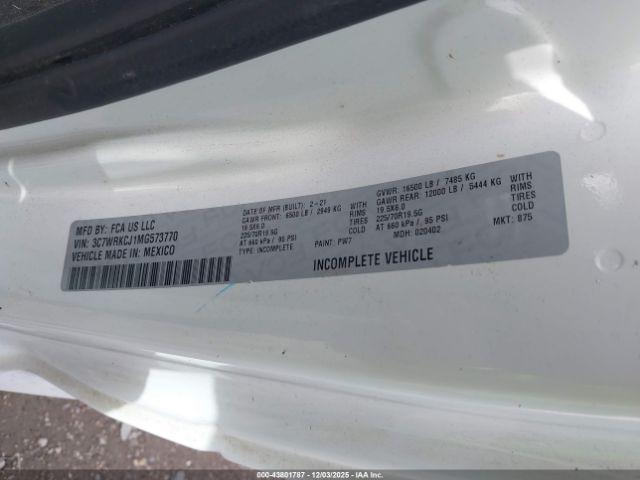 MFD BY: FCA US LLC
VIN: 3C7WRKCJ1MG573770
VEHICLE MADE IN: MEXICO
DATE OF MFR (BUILT): 2-21
GAWR FRONT: 6500 LB / 2949 KG WITH
19.5X6.0 RIMS
225/70R19.5G TIRES
AT 660 kPa / 95 PSI COLD
PAINT: PW7
GVWR: 16500 LB / 7485 KG
GAWR REAR: 12000 LB / 5444 KG WITH
19.5X6.0 RIMS
225/70R19.5G TIRES
AT 660 kPa / 95 PSI COLD
MDH: 020402 MKT: 875
INCOMPLETE VEHICLE
000-43801787 - 12/03/2025 - IAA Inc.